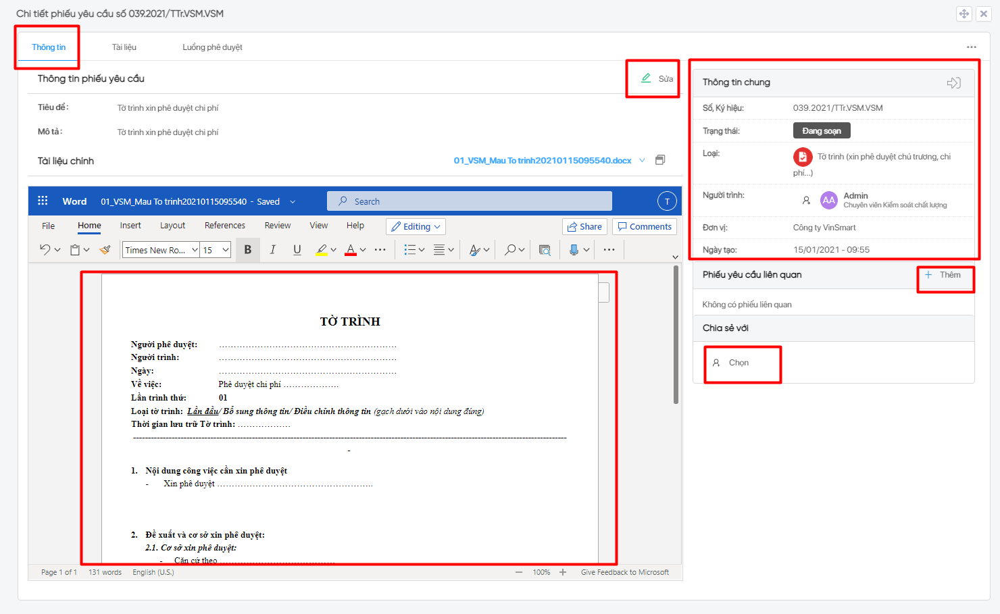 Chi tiết phiếu yêu cầu số 039.2021/TTr.VSM.VSM
Thông tin
Tài liệu
Luồng phê duyệt
Thông tin phiếu yêu cầu
Sửa
Tiêu đề:
Tờ trình xin phê duyệt chi phí
Mô tả:
Tờ trình xin phê duyệt chi phí
Tài liệu chính
01_VSM_Mau To trinh20210115095540.docx
Word
01_VSM_Mau To trinh20210115095540 - Saved
Search
T
File
Home
Insert
Layout
References
Review
View
Help
Editing
Share
Comments
Times New Ro...
15
B
I
U
A
TỜ TRÌNH
Người phê duyệt: ……………………………………………………
Người trình: ……………………………………………………
Ngày: ……………………………………………………
Về việc: Phê duyệt chi phí ……………….
Lần trình thứ: 01
Loại tờ trình: Lần đầu/ Bổ sung thông tin/ Điều chỉnh thông tin (gạch dưới vào nội dung đúng)
Thời gian lưu trữ Tờ trình: ………………
-
1. Nội dung công việc cần xin phê duyệt
- Xin phê duyệt ……………………………………………..
2. Đề xuất và cơ sở xin phê duyệt:
2.1. Cơ sở xin phê duyệt:
- Căn cứ theo …………………………………
Page 1 of 1
131 words
English (U.S.)
100%
Give Feedback to Microsoft
Thông tin chung
Số, Ký hiệu:
039.2021/TTr.VSM.VSM
Trạng thái:
Đang soạn
Loại:
Tờ trình (xin phê duyệt chủ trương, chi
phí...)
Người trình:
AA
Admin
Chuyên viên Kiểm soát chất lượng
Đơn vị:
Công ty VinSmart
Ngày tạo:
15/01/2021 - 09:55
Phiếu yêu cầu liên quan
Thêm
Không có phiếu liên quan
Chia sẻ với
Chọn